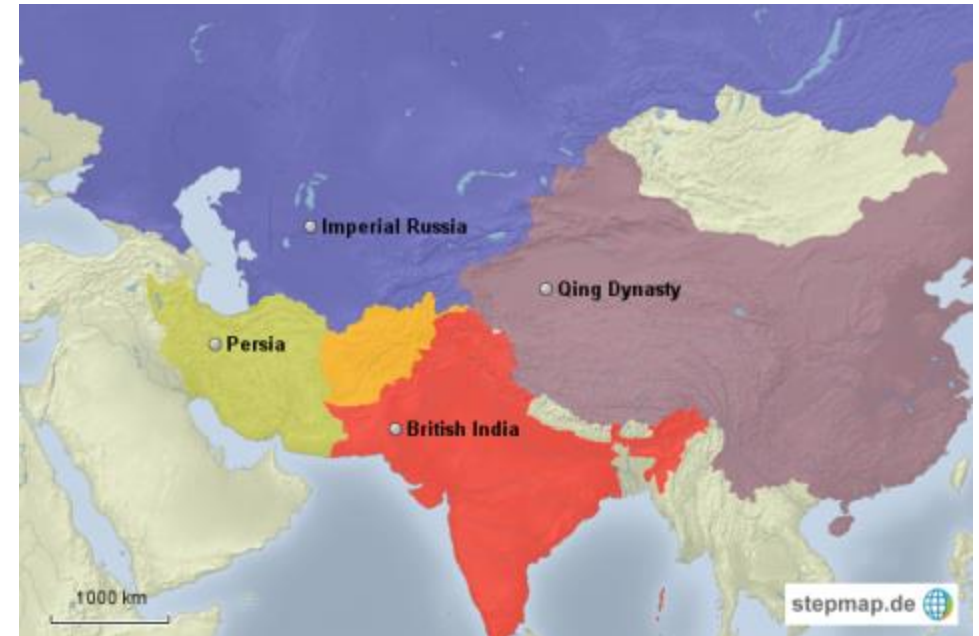 Imperial Russia
Qing Dynasty
Persia
British India
1000 km
stepmap.de